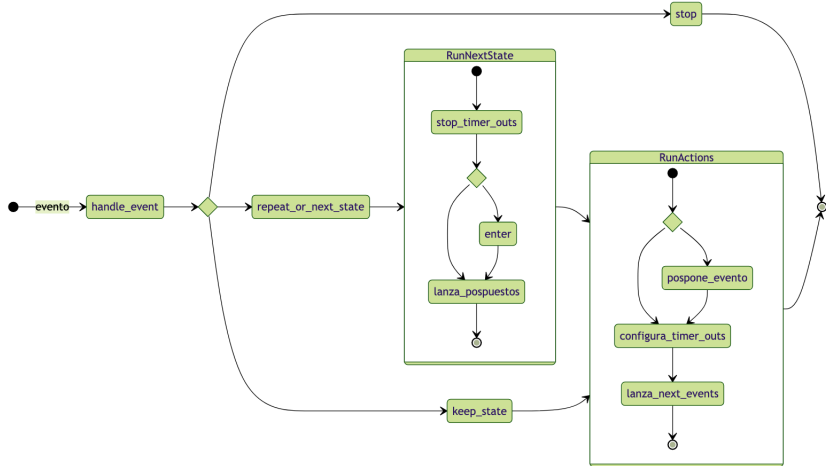 stop
RunNextState
stop_timer_outs
RunActions
evento
handle_event
repeat_or_next_state
enter
pospone_evento
lanza_pospuestos
configura_timer_outs
lanza_next_events
keep_state